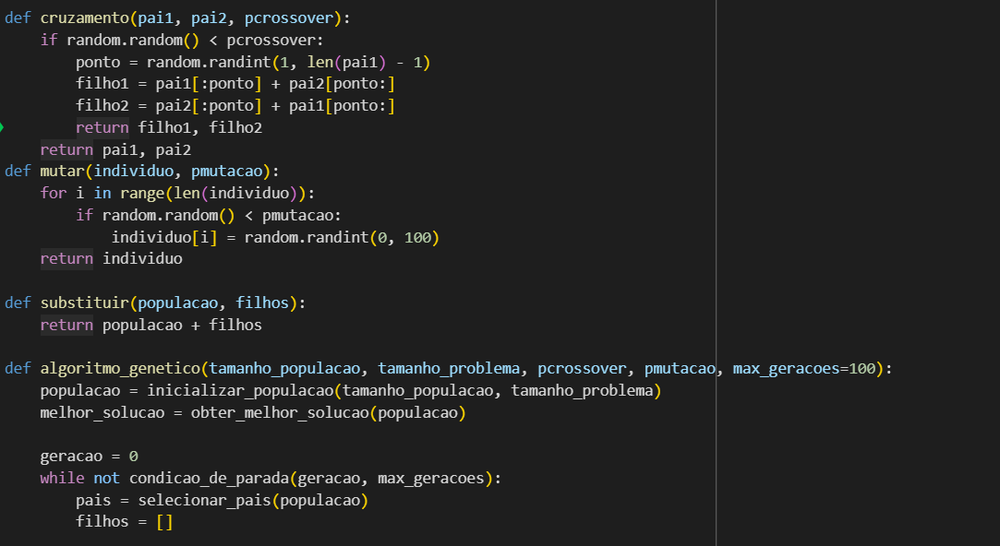 def cruzamento(pai1, pai2, pcrossover):
    if random.random() < pcrossover:
        ponto = random.randint(1, len(pai1) - 1)
        filho1 = pai1[:ponto] + pai2[ponto:]
        filho2 = pai2[:ponto] + pai1[ponto:]
        return filho1, filho2
    return pai1, pai2
def mutar(individuo, pmutacao):
    for i in range(len(individuo)):
        if random.random() < pmutacao:
            individuo[i] = random.randint(0, 100)
    return individuo

def substituir(populacao, filhos):
    return populacao + filhos

def algoritmo_genetico(tamanho_populacao, tamanho_problema, pcrossover, pmutacao, max_geracoes=100):
    populacao = inicializar_populacao(tamanho_populacao, tamanho_problema)
    melhor_solucao = obter_melhor_solucao(populacao)

    geracao = 0
    while not condicao_de_parada(geracao, max_geracoes):
        pais = selecionar_pais(populacao)
        filhos = []